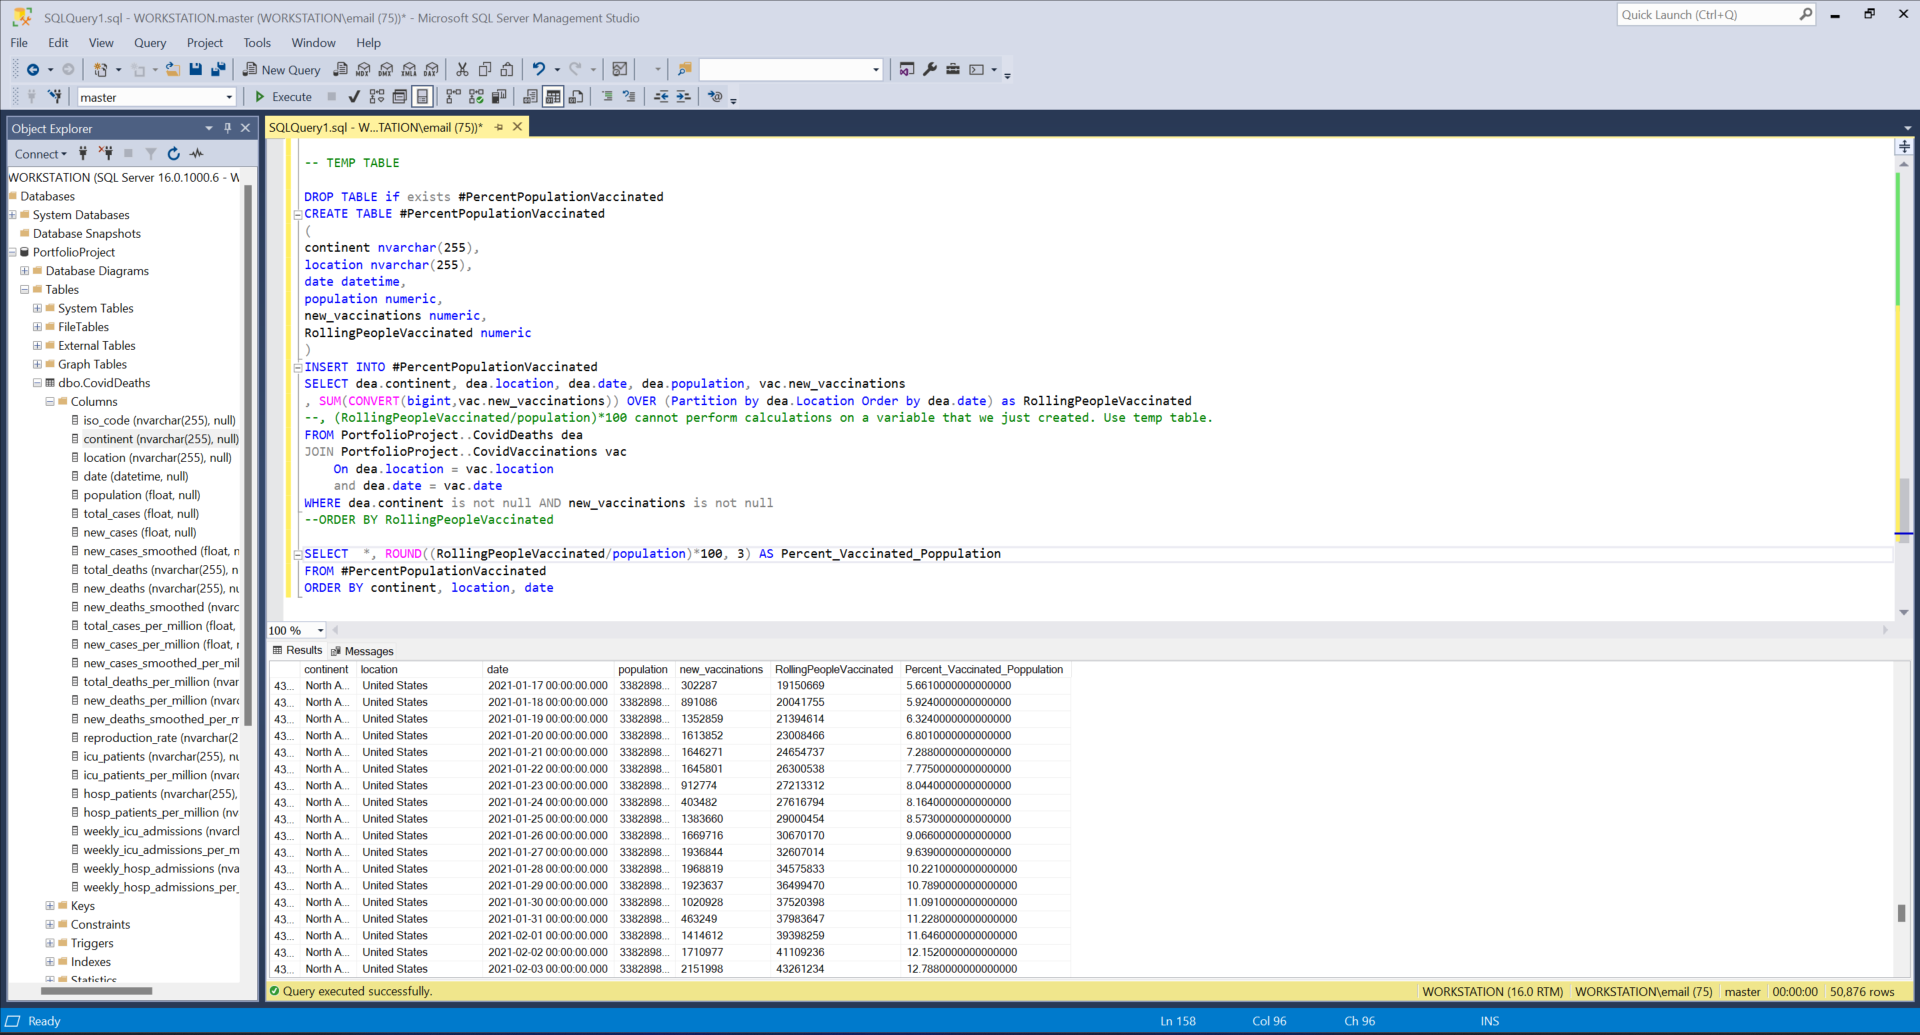 SQLQuery1.sql - WORKSTATION.master (WORKSTATION\email (75))* - Microsoft SQL Server Management Studio
Quick Launch (Ctrl+Q)
File Edit View Query Project Tools Window Help
New Query MDX DMX XMLA DAX
master Execute
Object Explorer
SQLQuery1.sql - W...TATION\email (75))*
Connect
WORKSTATION (SQL Server 16.0.1000.6 - W
Databases
System Databases
Database Snapshots
PortfolioProject
Database Diagrams
Tables
System Tables
FileTables
External Tables
Graph Tables
dbo.CovidDeaths
Columns
iso_code (nvarchar(255), null)
continent (nvarchar(255), null)
location (nvarchar(255), null)
date (datetime, null)
population (float, null)
total_cases (float, null)
new_cases (float, null)
new_cases_smoothed (float, n
total_deaths (nvarchar(255), n
new_deaths (nvarchar(255), nu
new_deaths_smoothed (nvarc
total_cases_per_million (float,
new_cases_per_million (float, r
new_cases_smoothed_per_mil
total_deaths_per_million (nvar
new_deaths_per_million (nvarc
new_deaths_smoothed_per_m
reproduction_rate (nvarchar(2
icu_patients (nvarchar(255), nu
icu_patients_per_million (nvarc
hosp_patients (nvarchar(255),
hosp_patients_per_million (nv
weekly_icu_admissions (nvarcl
weekly_icu_admissions_per_m
weekly_hosp_admissions (nva
weekly_hosp_admissions_per_
Keys
Constraints
Triggers
Indexes
Statistics
-- TEMP TABLE
DROP TABLE if exists #PercentPopulationVaccinated
CREATE TABLE #PercentPopulationVaccinated
(
continent nvarchar(255),
location nvarchar(255),
date datetime,
population numeric,
new_vaccinations numeric,
RollingPeopleVaccinated numeric
)
INSERT INTO #PercentPopulationVaccinated
SELECT dea.continent, dea.location, dea.date, dea.population, vac.new_vaccinations
, SUM(CONVERT(bigint,vac.new_vaccinations)) OVER (Partition by dea.Location Order by dea.date) as RollingPeopleVaccinated
--, (RollingPeopleVaccinated/population)*100 cannot perform calculations on a variable that we just created. Use temp table.
FROM PortfolioProject..CovidDeaths dea
JOIN PortfolioProject..CovidVaccinations vac
On dea.location = vac.location
and dea.date = vac.date
WHERE dea.continent is not null AND new_vaccinations is not null
--ORDER BY RollingPeopleVaccinated
SELECT  *, ROUND((RollingPeopleVaccinated/population)*100, 3) AS Percent_Vaccinated_Poppulation
FROM #PercentPopulationVaccinated
ORDER BY continent, location, date
100 %
Results Messages
continent location date population new_vaccinations RollingPeopleVaccinated Percent_Vaccinated_Poppulation
43... North A... United States 2021-01-17 00:00:00.000 3382898... 302287 19150669 5.6610000000000000
43... North A... United States 2021-01-18 00:00:00.000 3382898... 891086 20041755 5.9240000000000000
43... North A... United States 2021-01-19 00:00:00.000 3382898... 1352859 21394614 6.3240000000000000
43... North A... United States 2021-01-20 00:00:00.000 3382898... 1613852 23008466 6.8010000000000000
43... North A... United States 2021-01-21 00:00:00.000 3382898... 1646271 24654737 7.2880000000000000
43... North A... United States 2021-01-22 00:00:00.000 3382898... 1645801 26300538 7.7750000000000000
43... North A... United States 2021-01-23 00:00:00.000 3382898... 912774 27213312 8.0440000000000000
43... North A... United States 2021-01-24 00:00:00.000 3382898... 403482 27616794 8.1640000000000000
43... North A... United States 2021-01-25 00:00:00.000 3382898... 1383660 29000454 8.5730000000000000
43... North A... United States 2021-01-26 00:00:00.000 3382898... 1669716 30670170 9.0660000000000000
43... North A... United States 2021-01-27 00:00:00.000 3382898... 1936844 32607014 9.6390000000000000
43... North A... United States 2021-01-28 00:00:00.000 3382898... 1968819 34575833 10.2210000000000000
43... North A... United States 2021-01-29 00:00:00.000 3382898... 1923637 36499470 10.7890000000000000
43... North A... United States 2021-01-30 00:00:00.000 3382898... 1020928 37520398 11.0910000000000000
43... North A... United States 2021-01-31 00:00:00.000 3382898... 463249 37983647 11.2280000000000000
43... North A... United States 2021-02-01 00:00:00.000 3382898... 1414612 39398259 11.6460000000000000
43... North A... United States 2021-02-02 00:00:00.000 3382898... 1710977 41109236 12.1520000000000000
43... North A... United States 2021-02-03 00:00:00.000 3382898... 2151998 43261234 12.7880000000000000
Query executed successfully. WORKSTATION (16.0 RTM) WORKSTATION\email (75) master 00:00:00 50,876 rows
Ready Ln 158 Col 96 Ch 96 INS